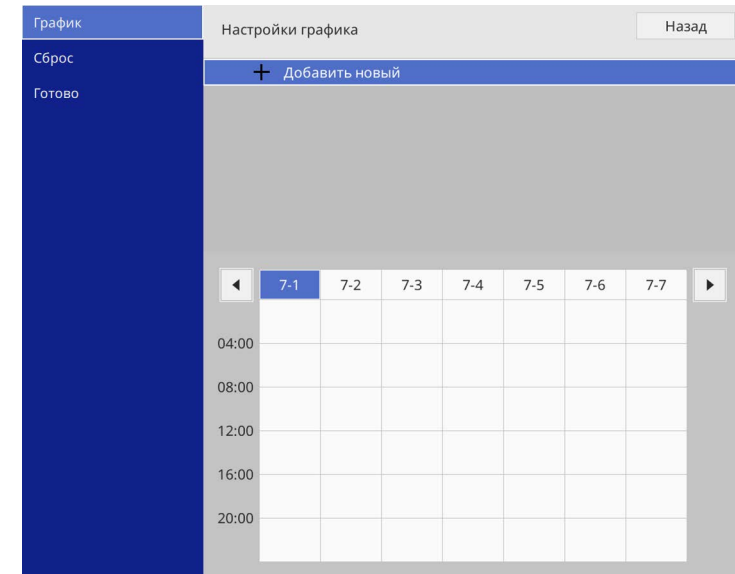 График
Сброс
Готово
Настройки графика
Назад
Добавить новый
7-1 7-2 7-3 7-4 7-5 7-6 7-7
04:00
08:00
12:00
16:00
20:00